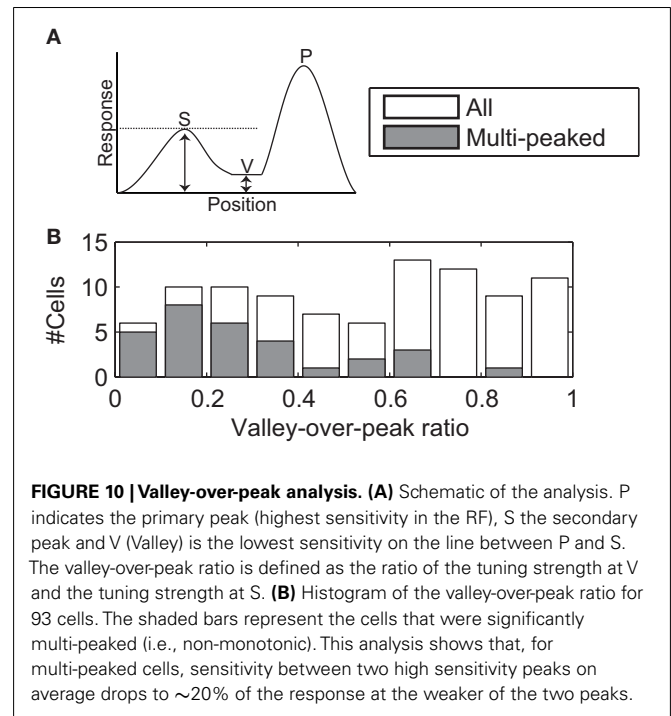 A
P
S
V
Response
Position
All
Multi-peaked
B
15
10
5
0
#Cells
0 0.2 0.4 0.6 0.8 1
Valley-over-peak ratio
FIGURE 10 | Valley-over-peak analysis. (A) Schematic of the analysis. P
indicates the primary peak (highest sensitivity in the RF), S the secondary
peak and V (Valley) is the lowest sensitivity on the line between P and S.
The valley-over-peak ratio is defined as the ratio of the tuning strength at V
and the tuning strength at S. (B) Histogram of the valley-over-peak ratio for
93 cells. The shaded bars represent the cells that were significantly
multi-peaked (i.e., non-monotonic). This analysis shows that, for
multi-peaked cells, sensitivity between two high sensitivity peaks on
average drops to ∼20% of the response at the weaker of the two peaks.